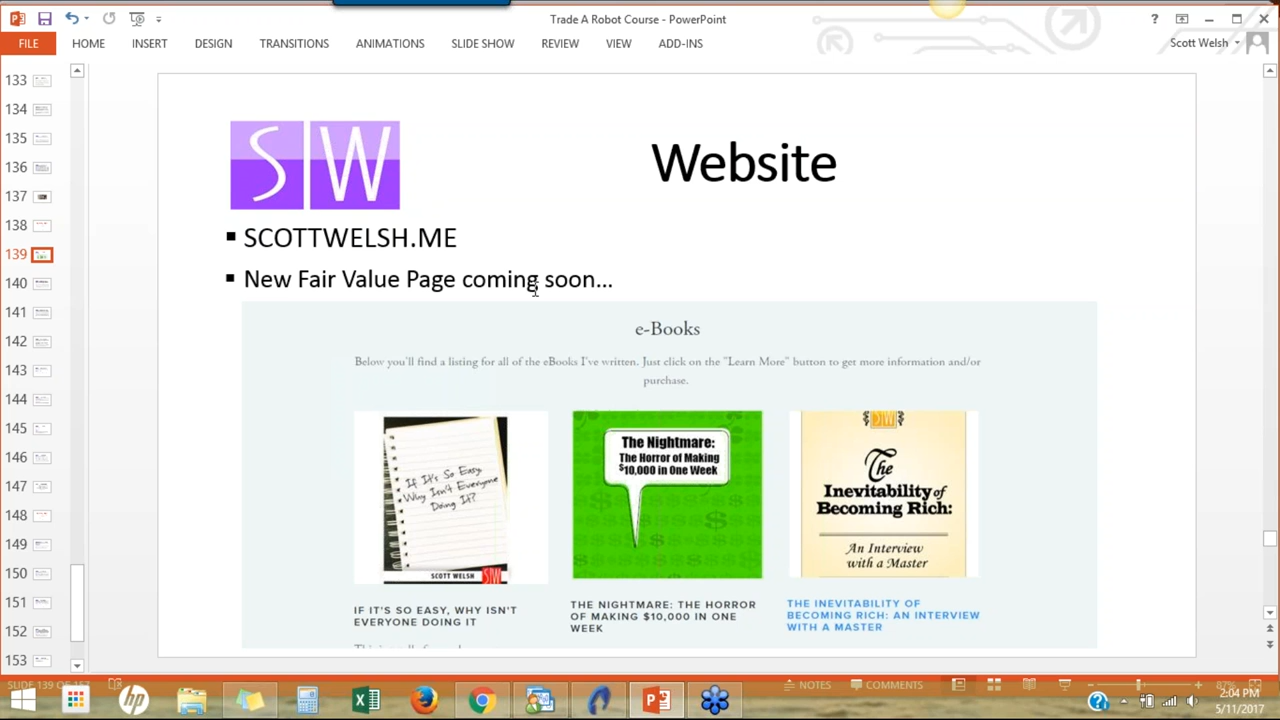 Trade A Robot Course - PowerPoint
?
FILE HOME INSERT DESIGN TRANSITIONS ANIMATIONS SLIDE SHOW REVIEW VIEW ADD-INS
Scott Welsh
133
134
135
136
137
138
139
140
141
142
143
144
145
146
147
148
149
150
151
152
153
SW
Website
SCOTTWELSH.ME
New Fair Value Page coming soon...
e-Books
Below you'll find a listing for all of the eBooks I've written. Just click on the "Learn More" button to get more information and/or
purchase.
If It's So Easy,
Why Isn't Everyone
Doing It?
SCOTT WELSH
The Nightmare:
The Horror of Making
$10,000 in One Week
SW
The
Inevitability of
Becoming Rich:
An Interview
with a Master
IF IT'S SO EASY, WHY ISN'T
EVERYONE DOING IT
THE NIGHTMARE: THE HORROR
OF MAKING $10,000 IN ONE
WEEK
THE INEVITABILITY OF
BECOMING RICH: AN INTERVIEW
WITH A MASTER
NOTES
COMMENTS
87%
hp
2:04 PM
5/11/2017